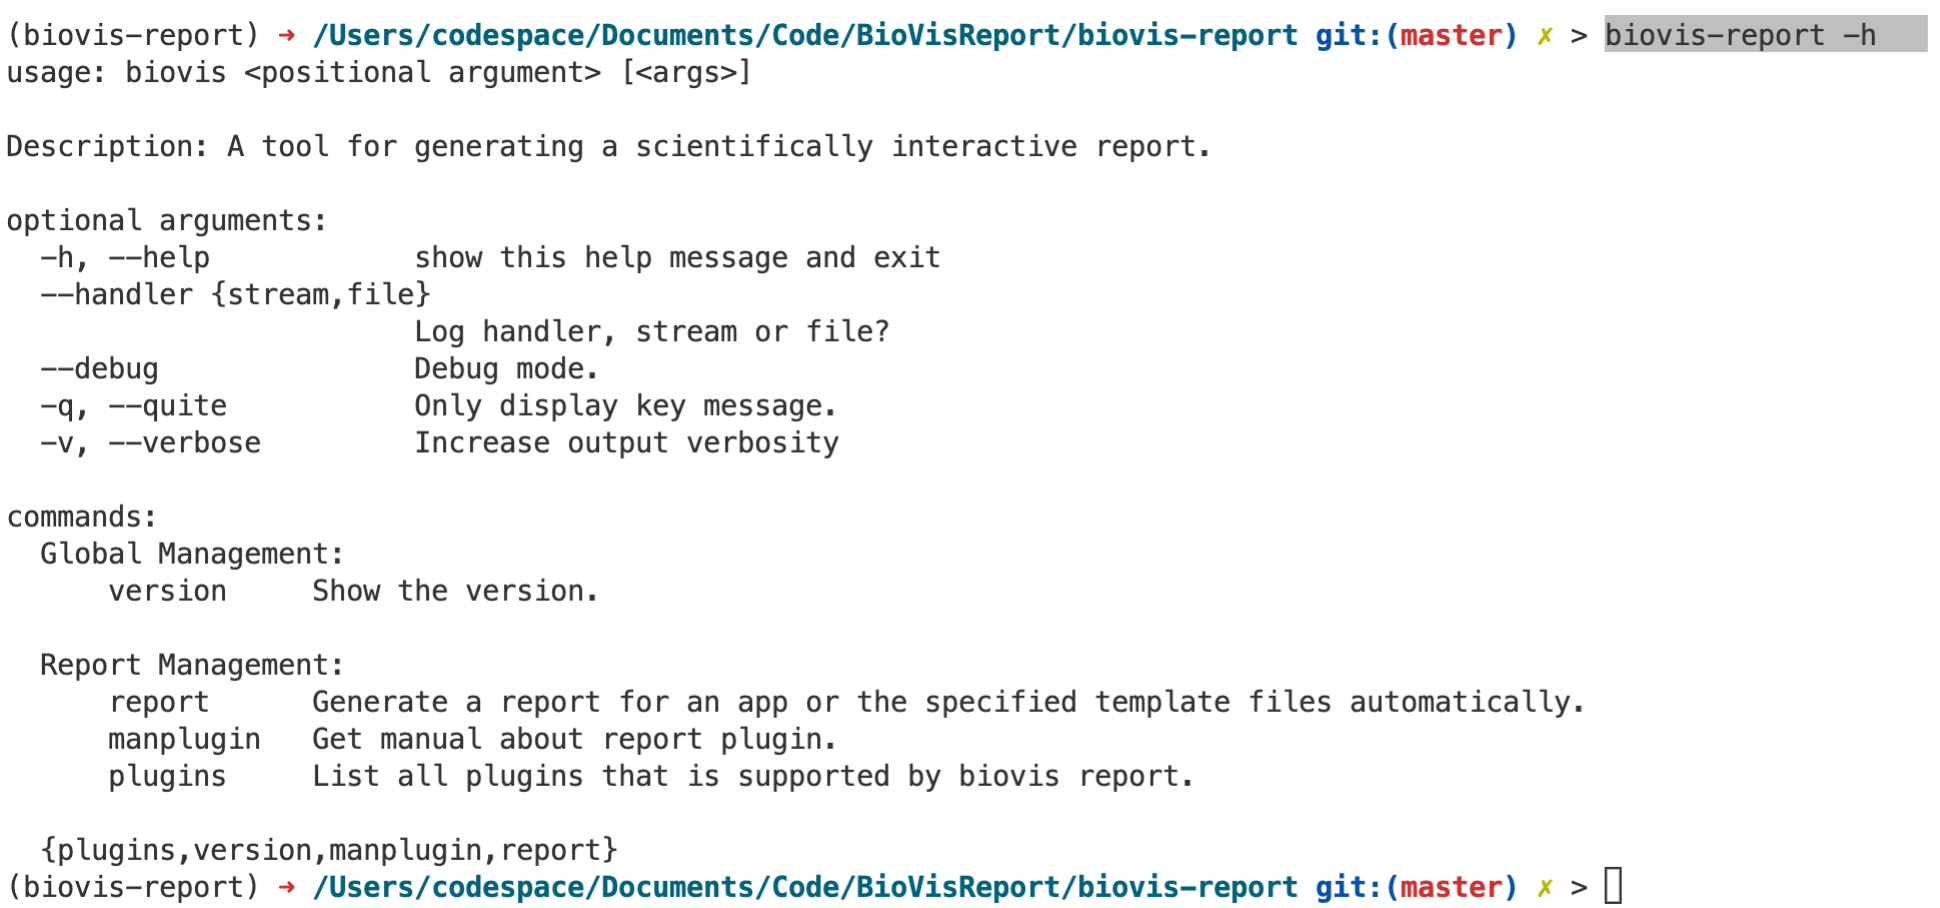 (biovis-report) → /Users/codespace/Documents/Code/BioVisReport/biovis-report git:(master) ✗ > biovis-report -h
usage: biovis <positional argument> [<args>]

Description: A tool for generating a scientifically interactive report.

optional arguments:
  -h, --help            show this help message and exit
  --handler {stream,file}
                        Log handler, stream or file?
  --debug               Debug mode.
  -q, --quite           Only display key message.
  -v, --verbose         Increase output verbosity

commands:
  Global Management:
      version     Show the version.

  Report Management:
      report      Generate a report for an app or the specified template files automatically.
      manplugin   Get manual about report plugin.
      plugins     List all plugins that is supported by biovis report.

  {plugins,version,manplugin,report}
(biovis-report) → /Users/codespace/Documents/Code/BioVisReport/biovis-report git:(master) ✗ >